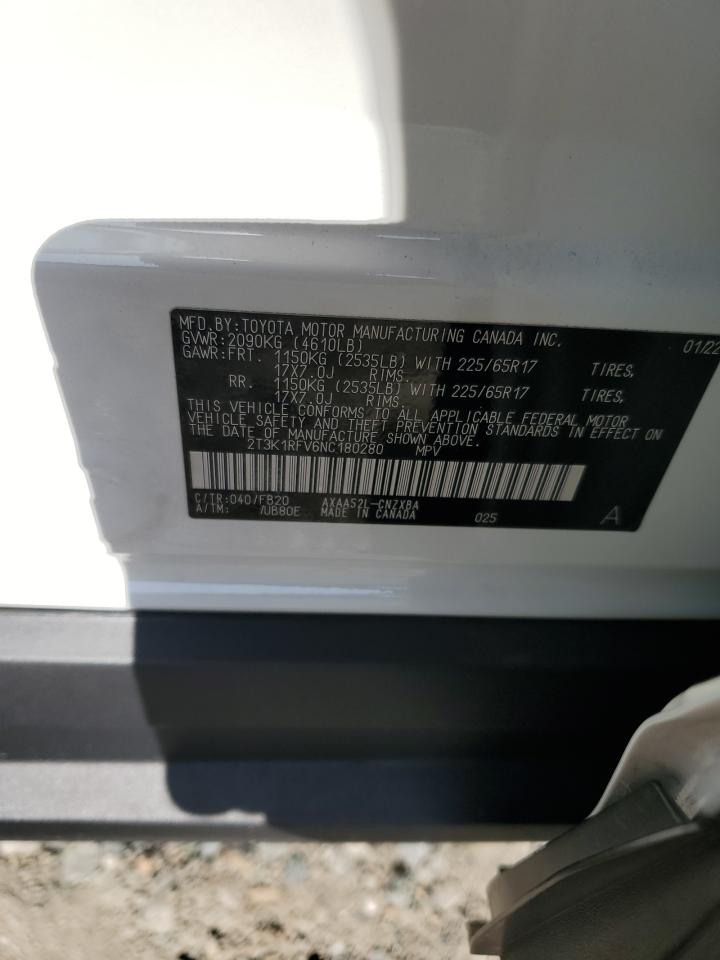 MFD.BY:TOYOTA MOTOR MANUFACTURING CANADA INC. 01/22
GVWR:2090KG (4610LB)
GAWR:FRT. 1150KG (2535LB) WITH 225/65R17 TIRES,
17X7.0J RIMS.
RR. 1150KG (2535LB) WITH 225/65R17 TIRES,
17X7.0J RIMS.
THIS VEHICLE CONFORMS TO ALL APPLICABLE FEDERAL MOTOR
VEHICLE SAFETY AND THEFT PREVENTION STANDARDS IN EFFECT ON
THE DATE OF MANUFACTURE SHOWN ABOVE.
2T3K1RFV6NC180280 MPV
C/TR:040/FB20 AXAA52L-CNZXBA
A/TM: /UB80E MADE IN CANADA 025 A